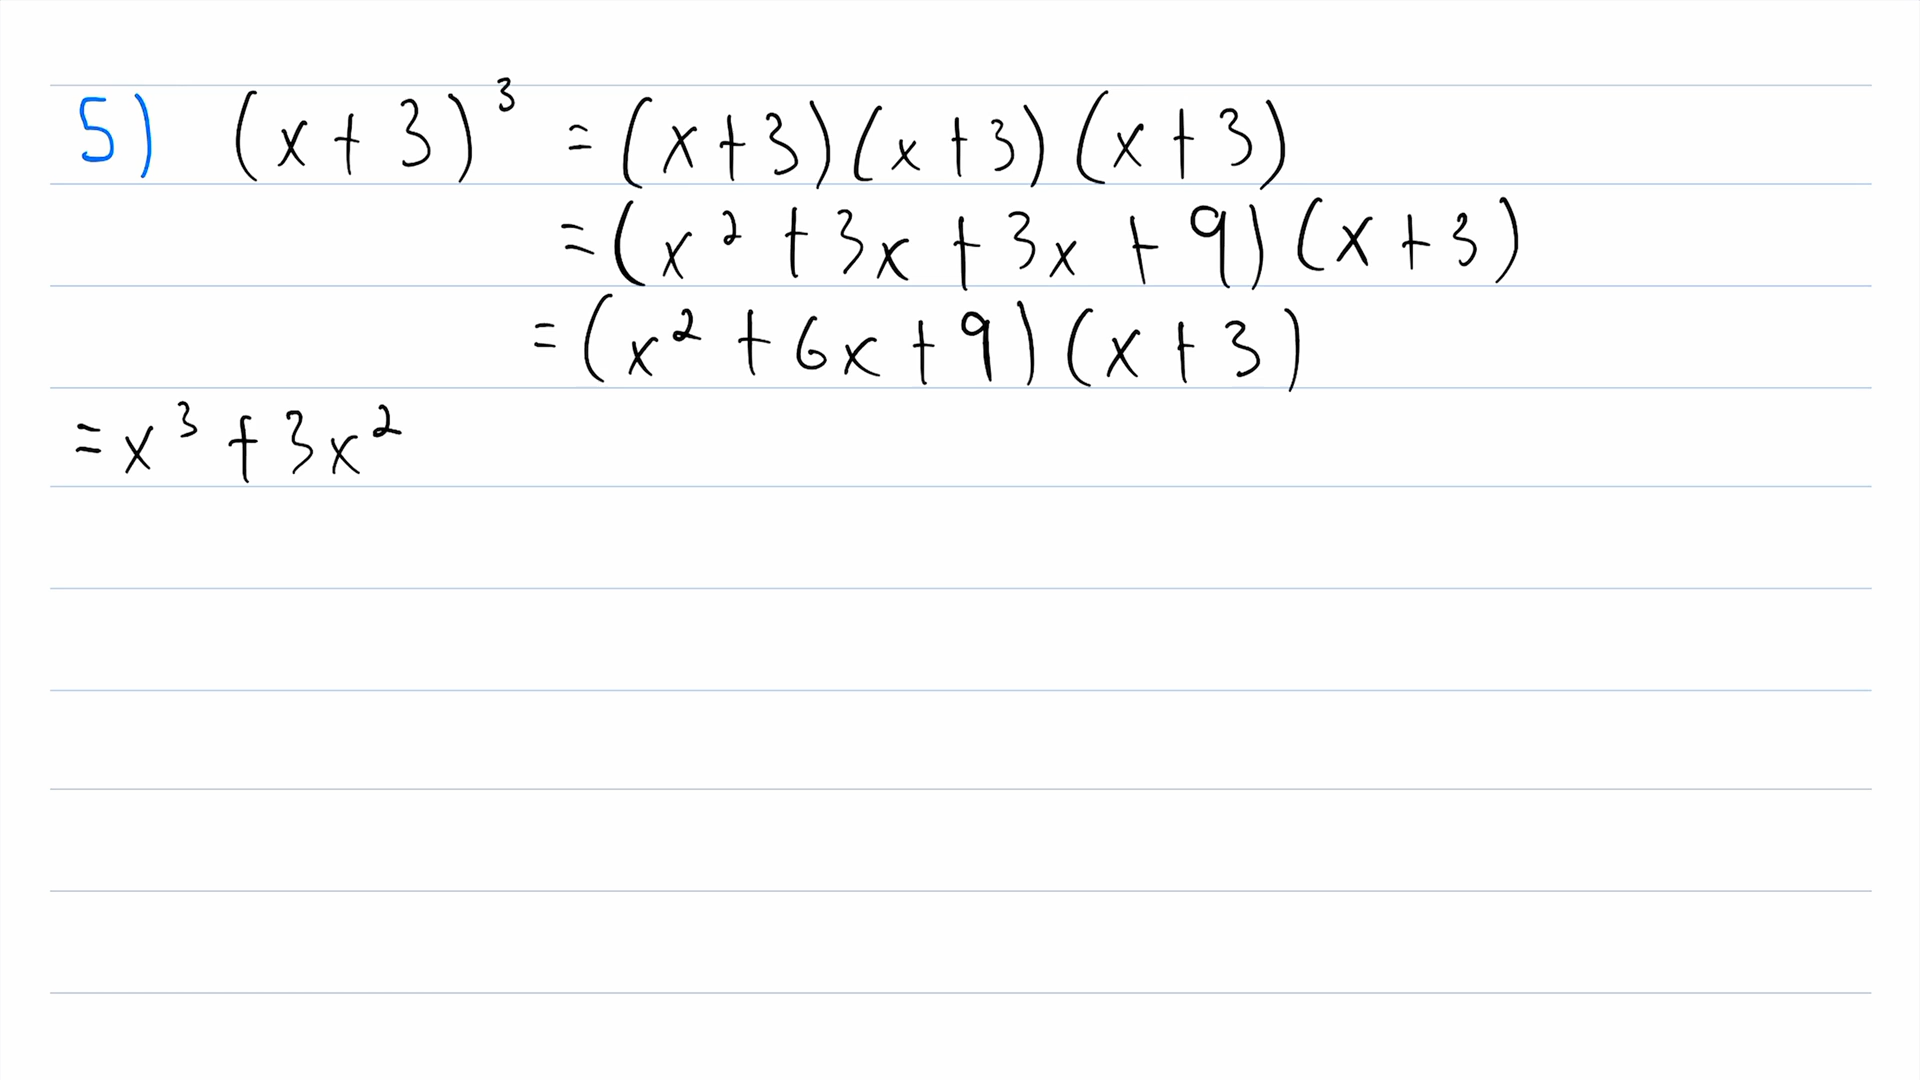 5) (x+3)³ = (x+3)(x+3)(x+3)
= (x² + 3x + 3x + 9)(x+3)
= (x² + 6x + 9)(x+3)
= x³ + 3x²